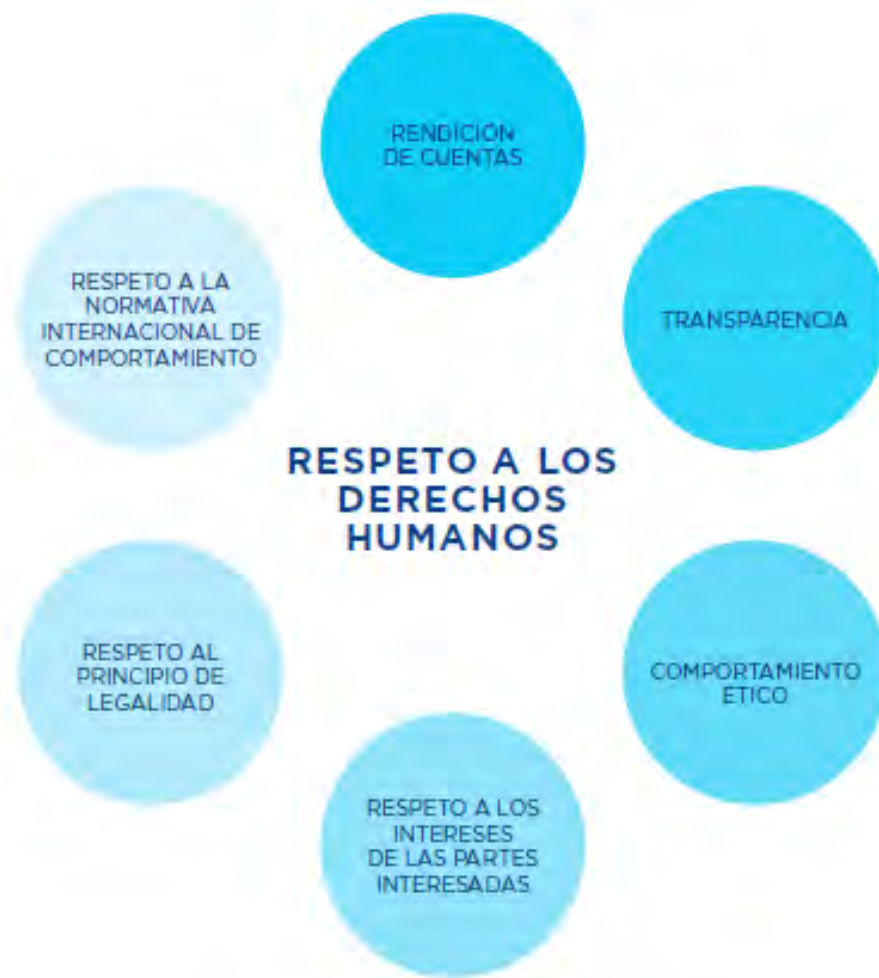 RENDICIÓN
DE CUENTAS
TRANSPARENCIA
COMPORTAMIENTO
ETICO
RESPETO A LOS
INTERESES
DE LAS PARTES
INTERESADAS
RESPETO AL
PRINCIPIO DE
LEGALIDAD
RESPETO A LA
NORMATIVA
INTERNACIONAL DE
COMPORTAMIENTO
RESPETO A LOS
DERECHOS
HUMANOS